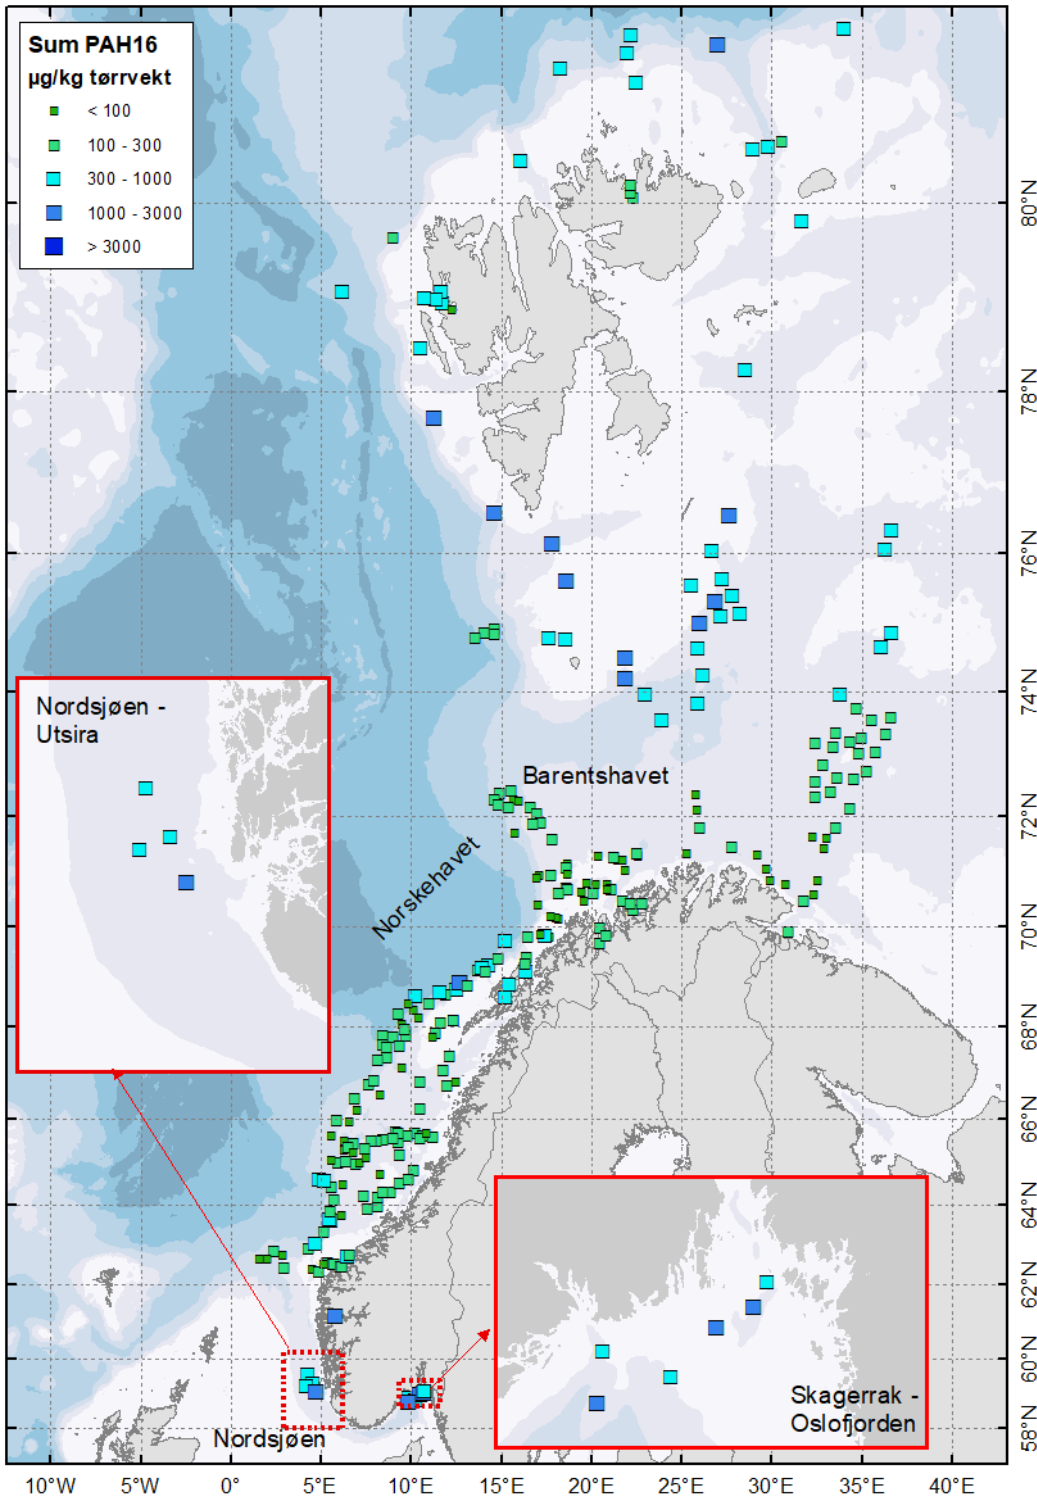 Sum PAH16
µg/kg tørrvekt
< 100
100 - 300
300 - 1000
1000 - 3000
> 3000
80°N
78°N
76°N
74°N
Nordsjøen -
Utsira
Barentshavet
72°N
Norskehavet
70°N
68°N
66°N
64°N
62°N
60°N
Skagerrak -
Oslofjorden
58°N
Nordsjøen
10°W
5°W
0°
5°E
10°E
15°E
20°E
25°E
30°E
35°E
40°E